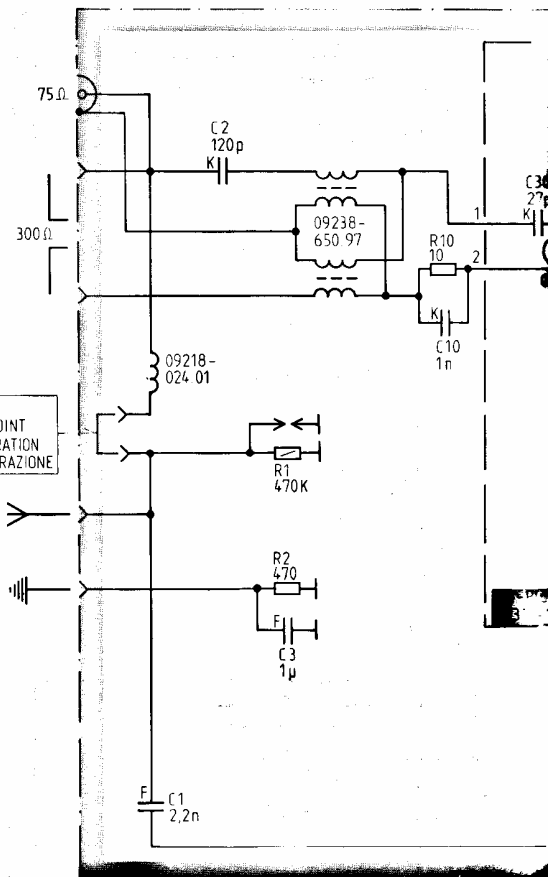 75Ω
C2
120p
K
09238-
650.97
1
C30
K
R10
10
2
300Ω
K
C10
1n
09218-
024.01
OINT
RATION
RAZIONE
R1
470K
R2
470
F
C3
1µ
F
C1
2,2n